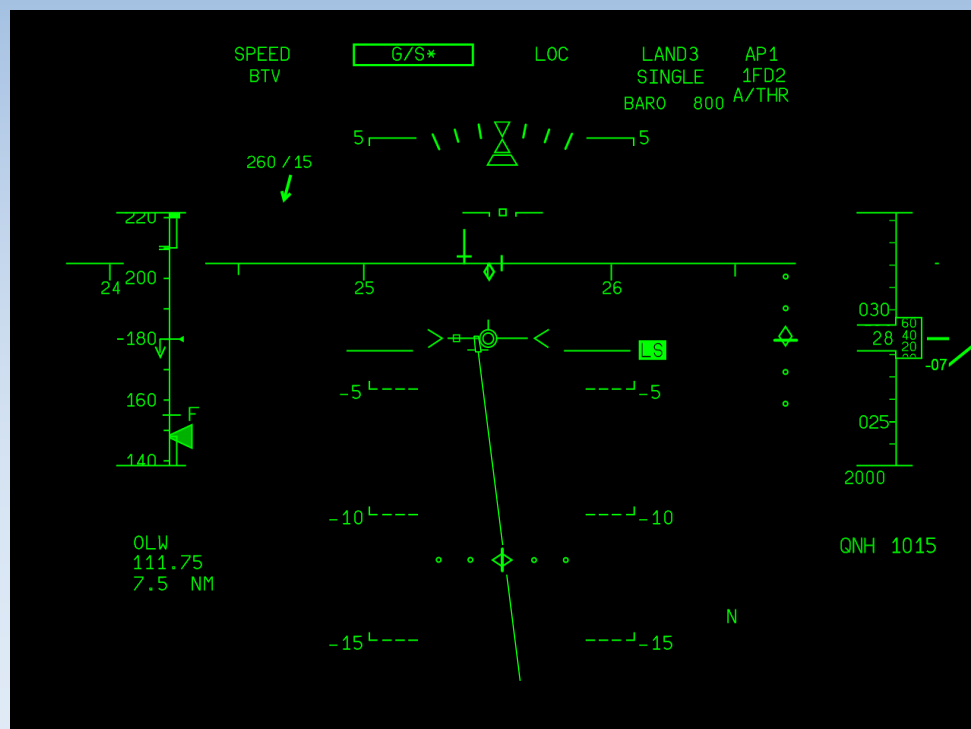 SPEED G/S* LOC LAND3 AP1
BTV SINGLE 1FD2
BARO 800 A/THR
5 5
260 /15
220
24 200 25 26
030
-180 28 60
40
20
00
LS -07
-5 -5
160 F
025
140
2000
-10 -10
OLW QNH 1015
111.75
7.5 NM
N
-15 -15